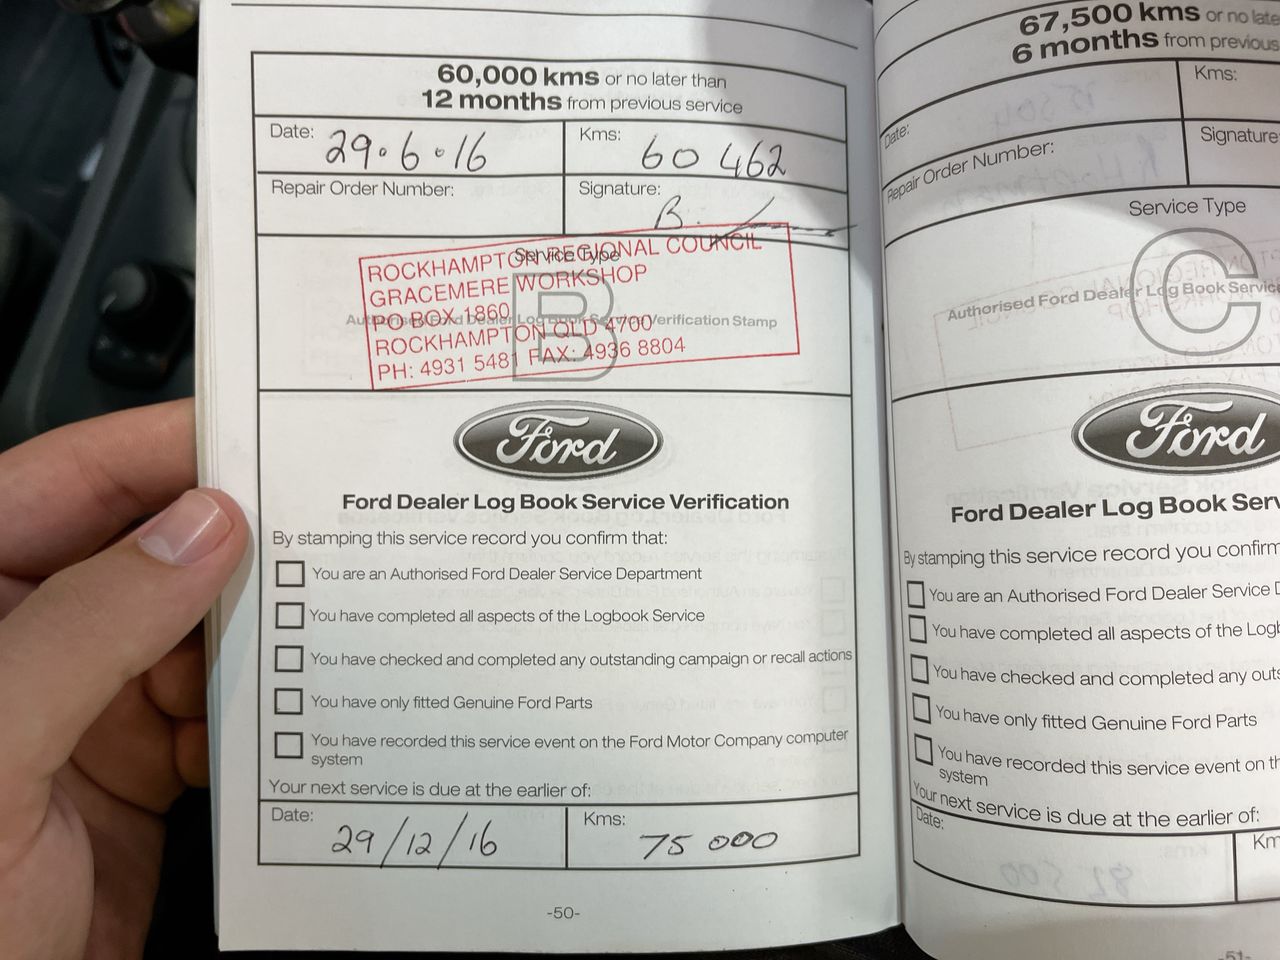 60,000 kms or no later than
12 months from previous service
Date: 29.6.16
Kms: 60 462
Repair Order Number:
Signature: B.
Service Type
B
Authorised Ford Dealer Log Book Service Verification Stamp
ROCKHAMPTON REGIONAL COUNCIL
GRACEMERE WORKSHOP
PO BOX 1860
ROCKHAMPTON QLD 4700
PH: 4931 5481 FAX: 4936 8804
Ford
Ford Dealer Log Book Service Verification
By stamping this service record you confirm that:
You are an Authorised Ford Dealer Service Department
You have completed all aspects of the Logbook Service
You have checked and completed any outstanding campaign or recall actions
You have only fitted Genuine Ford Parts
You have recorded this service event on the Ford Motor Company computer
system
Your next service is due at the earlier of:
Date: 29/12/16
Kms: 75 000
-50-
67,500 kms or no late
6 months from previous
Date:
Kms:
Repair Order Number:
Signature
Service Type
C
Authorised Ford Dealer Log Book Service
Ford
Ford Dealer Log Book Ser
By stamping this service record you confirm
You are an Authorised Ford Dealer Service D
You have completed all aspects of the Logb
You have checked and completed any outs
You have only fitted Genuine Ford Parts
You have recorded this service event on th
system
Your next service is due at the earlier of:
Date:
Km
-51-